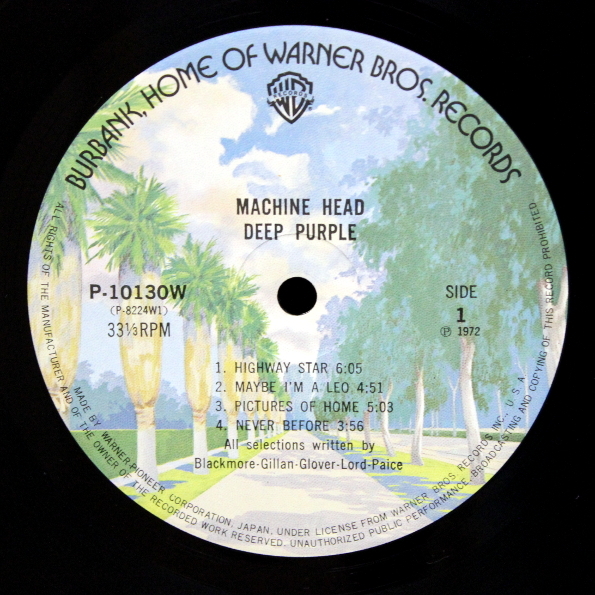 BURBANK, HOME OF WARNER BROS. RECORDS
RECORDS
MACHINE HEAD
DEEP PURPLE
P-10130W
(P-8224W1)
33⅓RPM
SIDE
1
Ⓟ 1972
1. HIGHWAY STAR 6:05
2. MAYBE I'M A LEO 4:51
3. PICTURES OF HOME 5:03
4. NEVER BEFORE 3:56
All selections written by
Blackmore-Gillan-Glover-Lord-Paice
MADE BY WARNER-PIONEER CORPORATION, JAPAN, UNDER LICENSE FROM WARNER BROS. RECORDS INC., U.S.A.
ALL RIGHTS OF THE MANUFACTURER AND OF THE OWNER OF THE RECORDED WORK RESERVED. UNAUTHORIZED PUBLIC PERFORMANCE, BROADCASTING AND COPYING OF THIS RECORD PROHIBITED